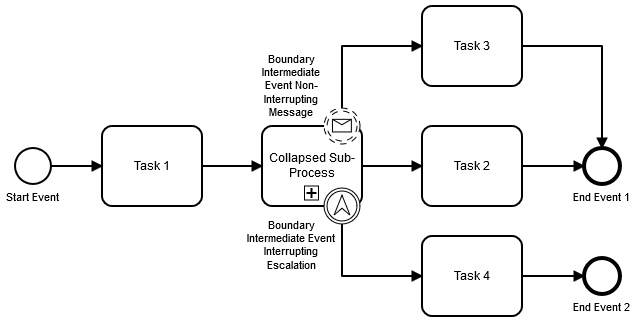 Task 3
Boundary
Intermediate
Event Non-
Interrupting
Message
Start Event
Task 1
Collapsed Sub-
Process
Task 2
End Event 1
Boundary
Intermediate Event
Interrupting
Escalation
Task 4
End Event 2